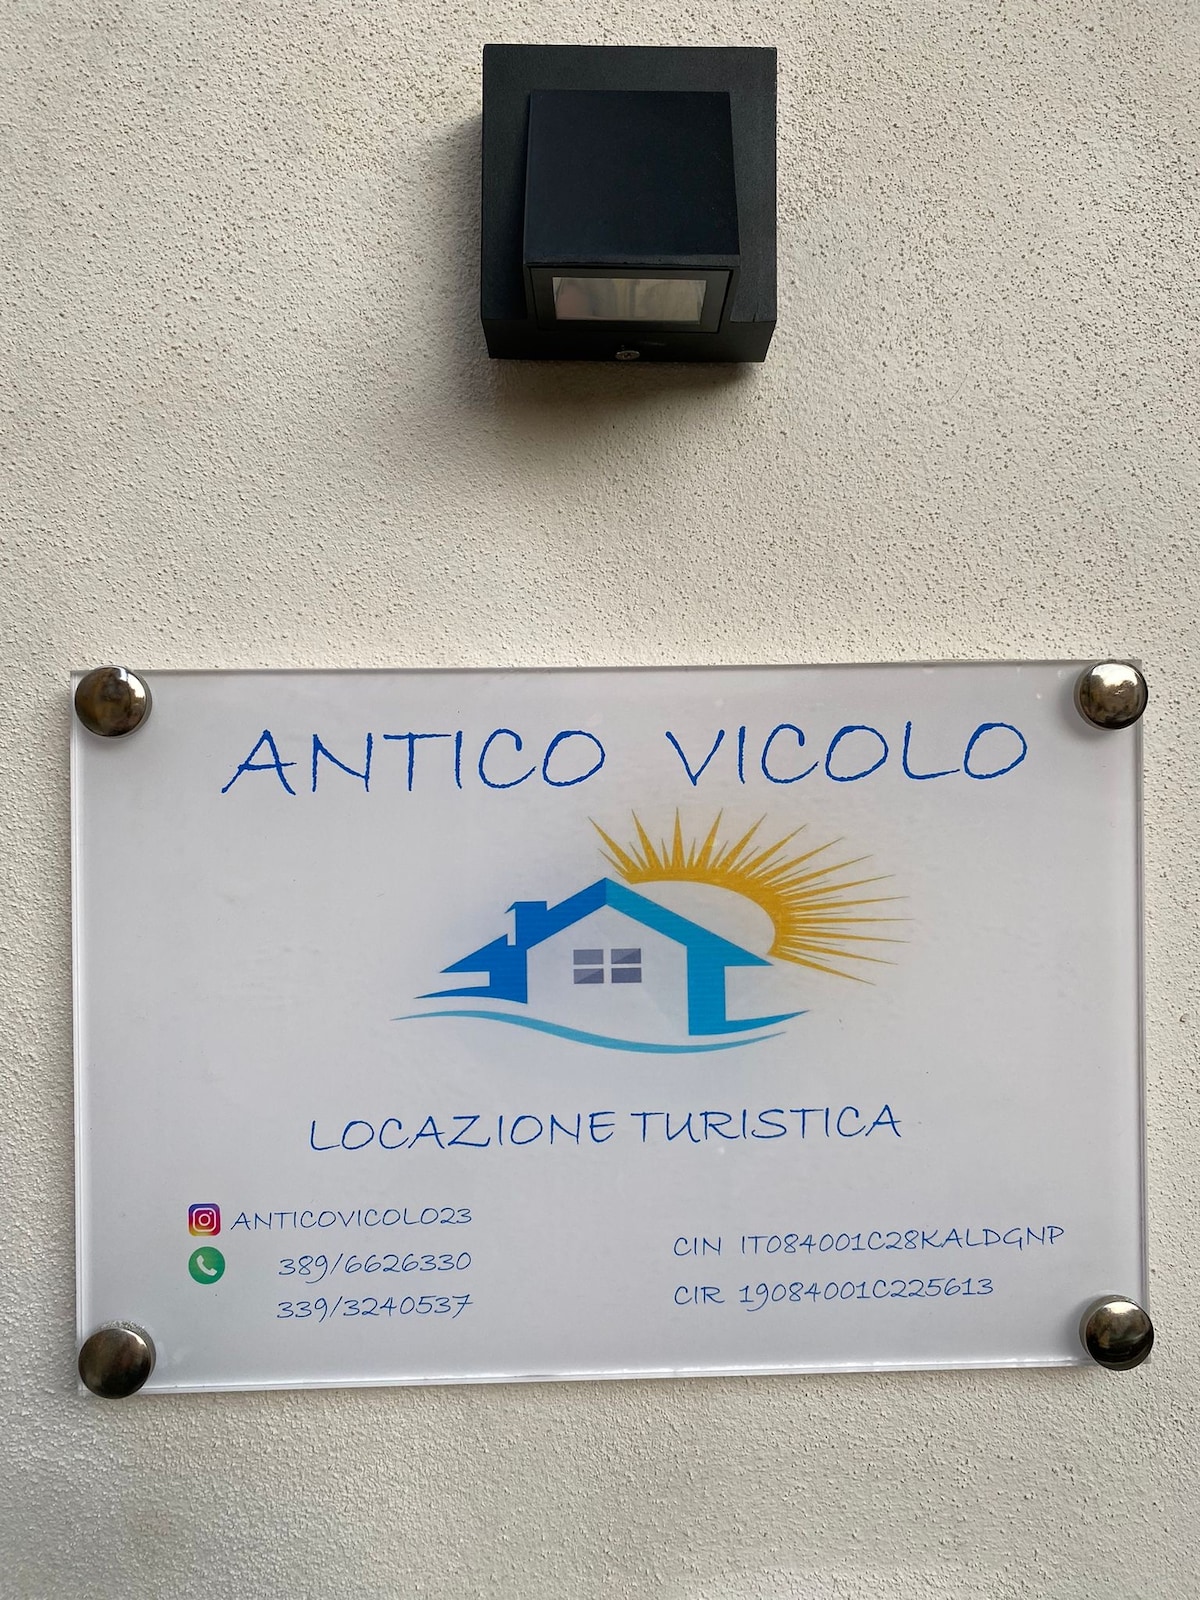 ANTICO VICOLO
LOCAZIONE TURISTICA
ANTICOVICOLO23
389/6626330
339/3240537
CIN IT084001C28KALDGNP
CIR 19084001C225613